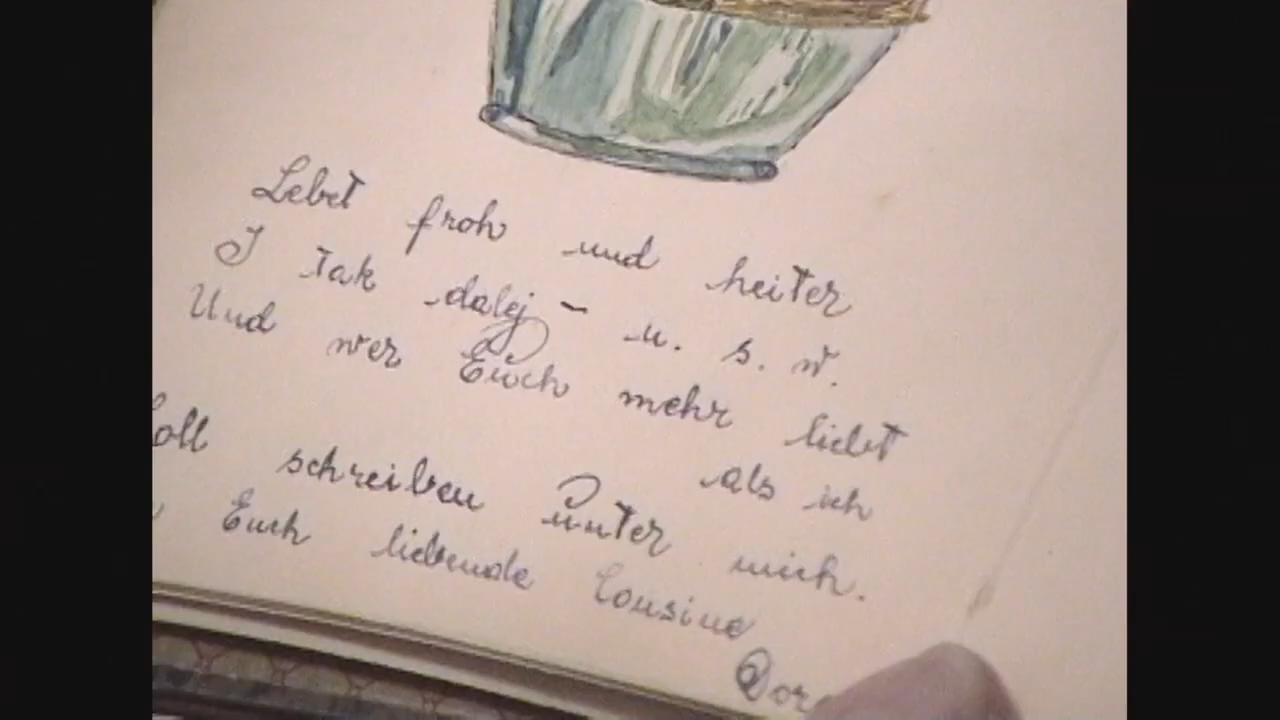 Lebet froh und heiter
I tak dalej - u. s. w.
Und wer Euch mehr liebt
als ich
soll schreiben unter mich.
Euch liebende Cousine